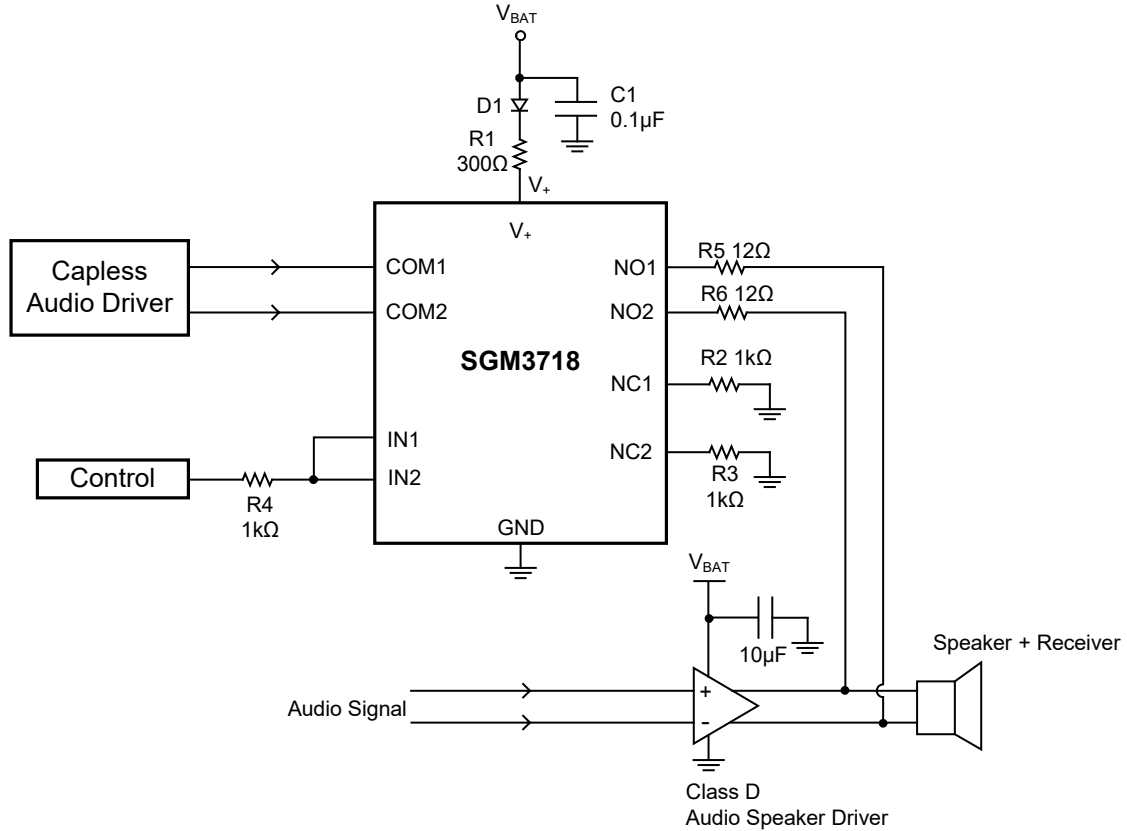 VBAT
D1
C1
0.1µF
R1
300Ω
V+
V+
Capless
Audio Driver
COM1
COM2
NO1
R5 12Ω
NO2
R6 12Ω
SGM3718
NC1
R2 1kΩ
NC2
R3
1kΩ
IN1
IN2
Control
R4
1kΩ
GND
VBAT
10µF
Speaker + Receiver
Audio Signal
+
-
Class D
Audio Speaker Driver